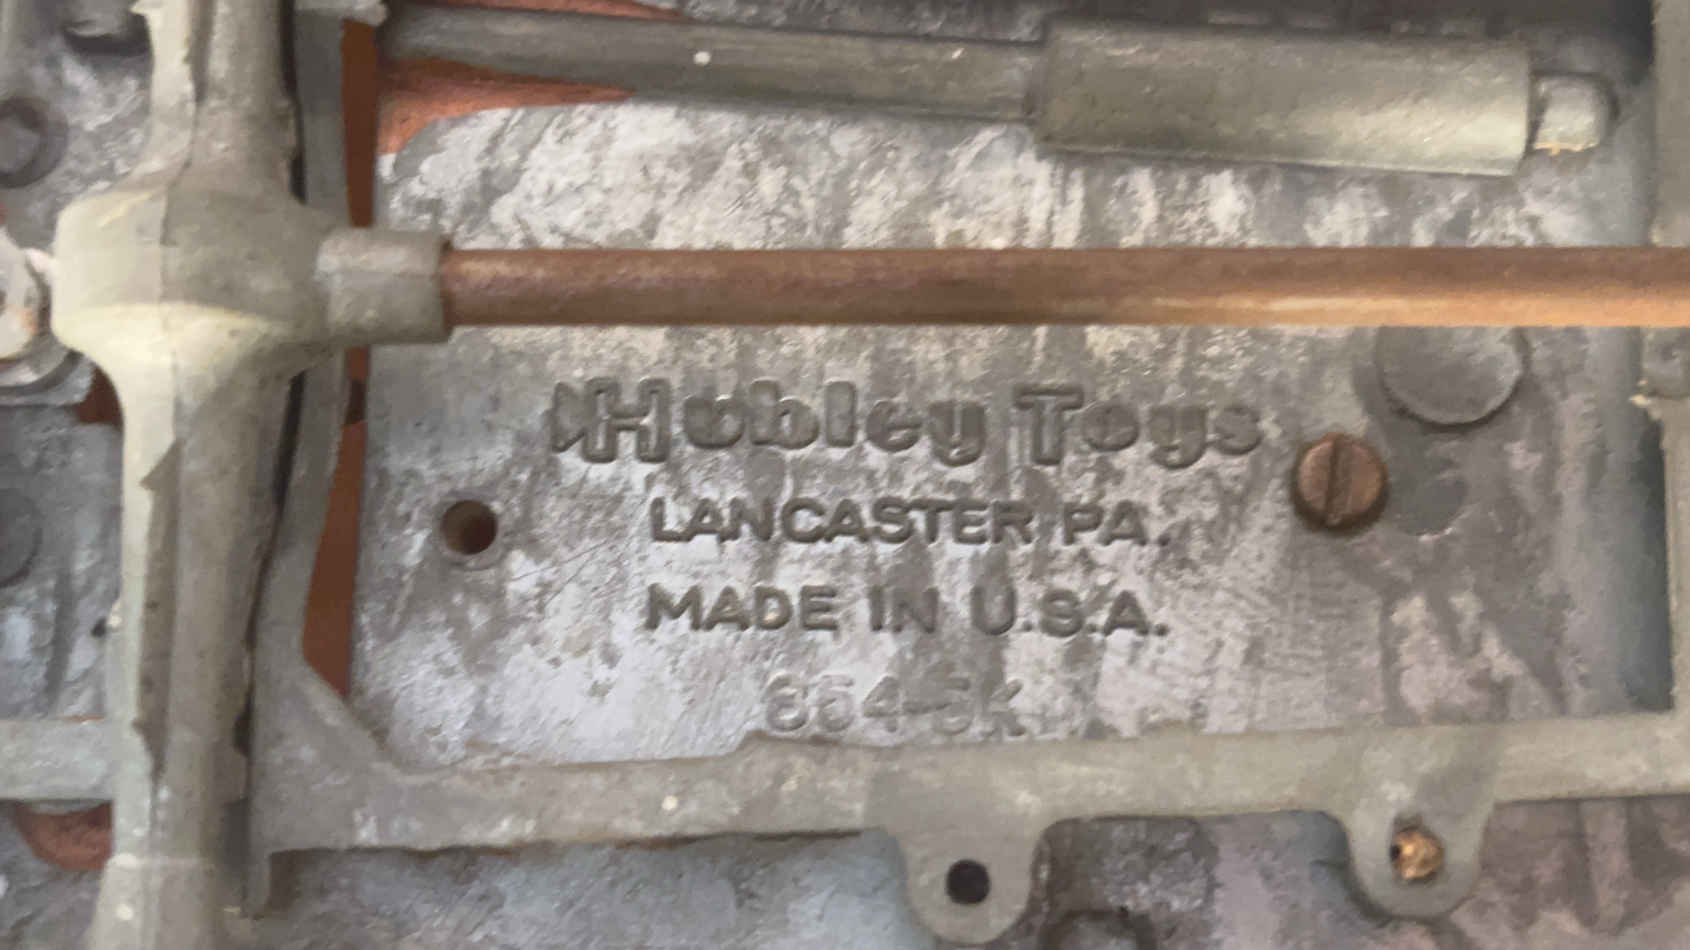 Hubley Toys
LANCASTER PA.
MADE IN U.S.A.